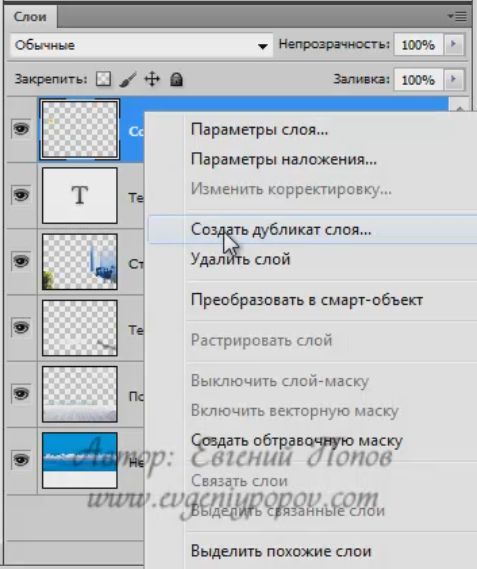 Слои
Обычные
Непрозрачность: 100%
Закрепить:
Заливка: 100%
Со
Параметры слоя...
Параметры наложения...
Изменить корректировку...
T
Те
Создать дубликат слоя...
Удалить слой
Ст
Преобразовать в смарт-объект
Те
Растрировать слой
Выключить слой-маску
По
Включить векторную маску
Создать обтравочную маску
Автор: Евгений Попов
Не
Связать слои
www.evgeniypopov.com
Выделить связанные слои
Выделить похожие слои